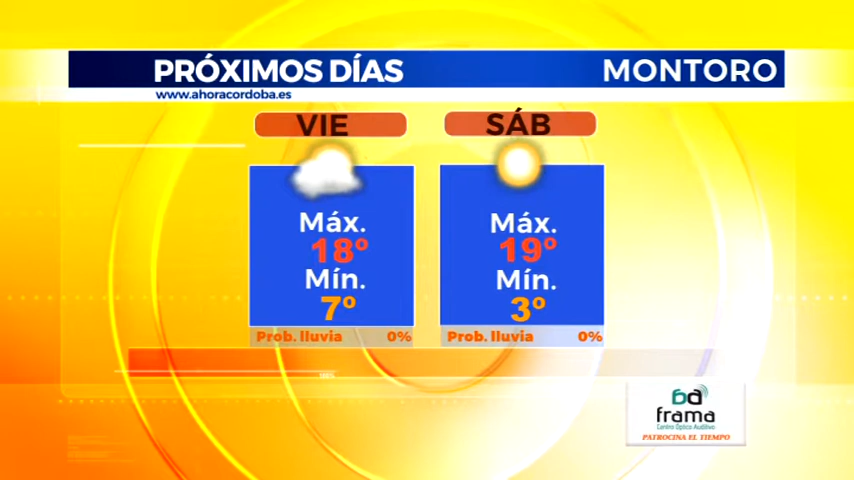 PRÓXIMOS DÍAS MONTORO
www.ahoracordoba.es
VIE SÁB
Máx. Máx.
18º 19º
Mín. Mín.
7º 3º
Prob. lluvia 0% Prob. lluvia 0%
frama
Centro Óptico Auditivo
PATROCINA EL TIEMPO